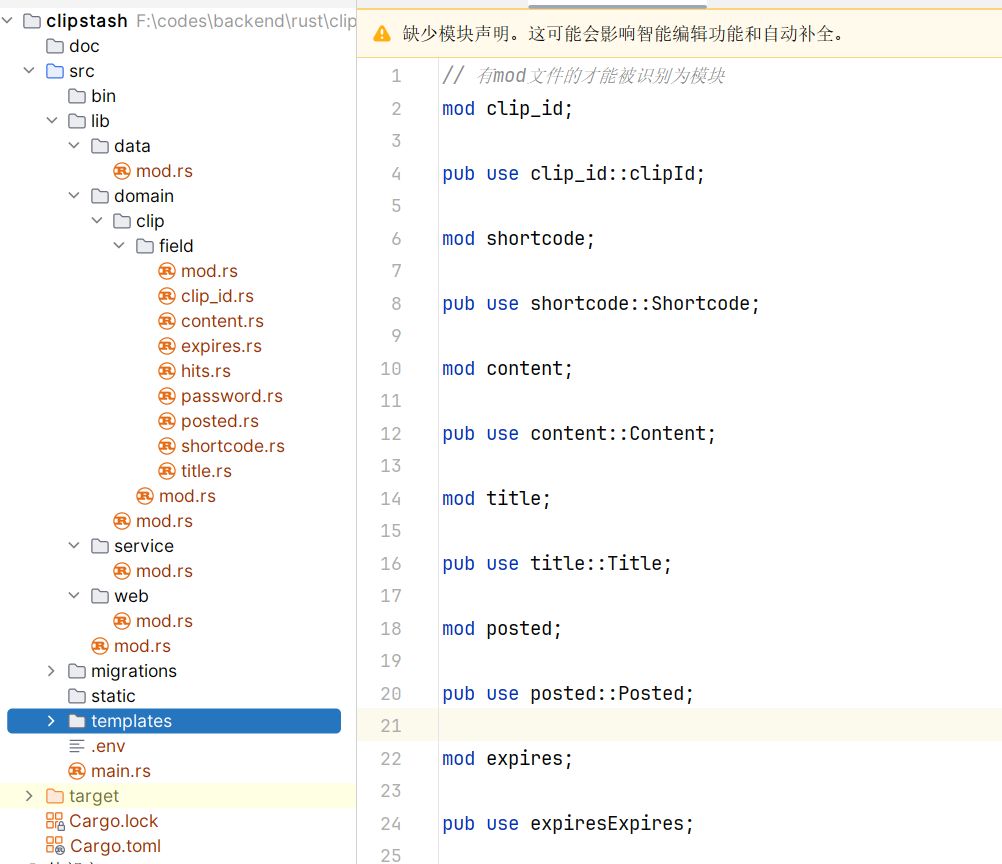 clipstash F:\codes\backend\rust\clip
doc
src
bin
lib
data
mod.rs
domain
clip
field
mod.rs
clip_id.rs
content.rs
expires.rs
hits.rs
password.rs
posted.rs
shortcode.rs
title.rs
mod.rs
mod.rs
service
mod.rs
web
mod.rs
mod.rs
migrations
static
templates
.env
main.rs
target
Cargo.lock
Cargo.toml
缺少模块声明。这可能会影响智能编辑功能和自动补全。
1 // 有mod文件的才能被识别为模块
2 mod clip_id;
3
4 pub use clip_id::clipId;
5
6 mod shortcode;
7
8 pub use shortcode::Shortcode;
9
10 mod content;
11
12 pub use content::Content;
13
14 mod title;
15
16 pub use title::Title;
17
18 mod posted;
19
20 pub use posted::Posted;
21
22 mod expires;
23
24 pub use expiresExpires;
25